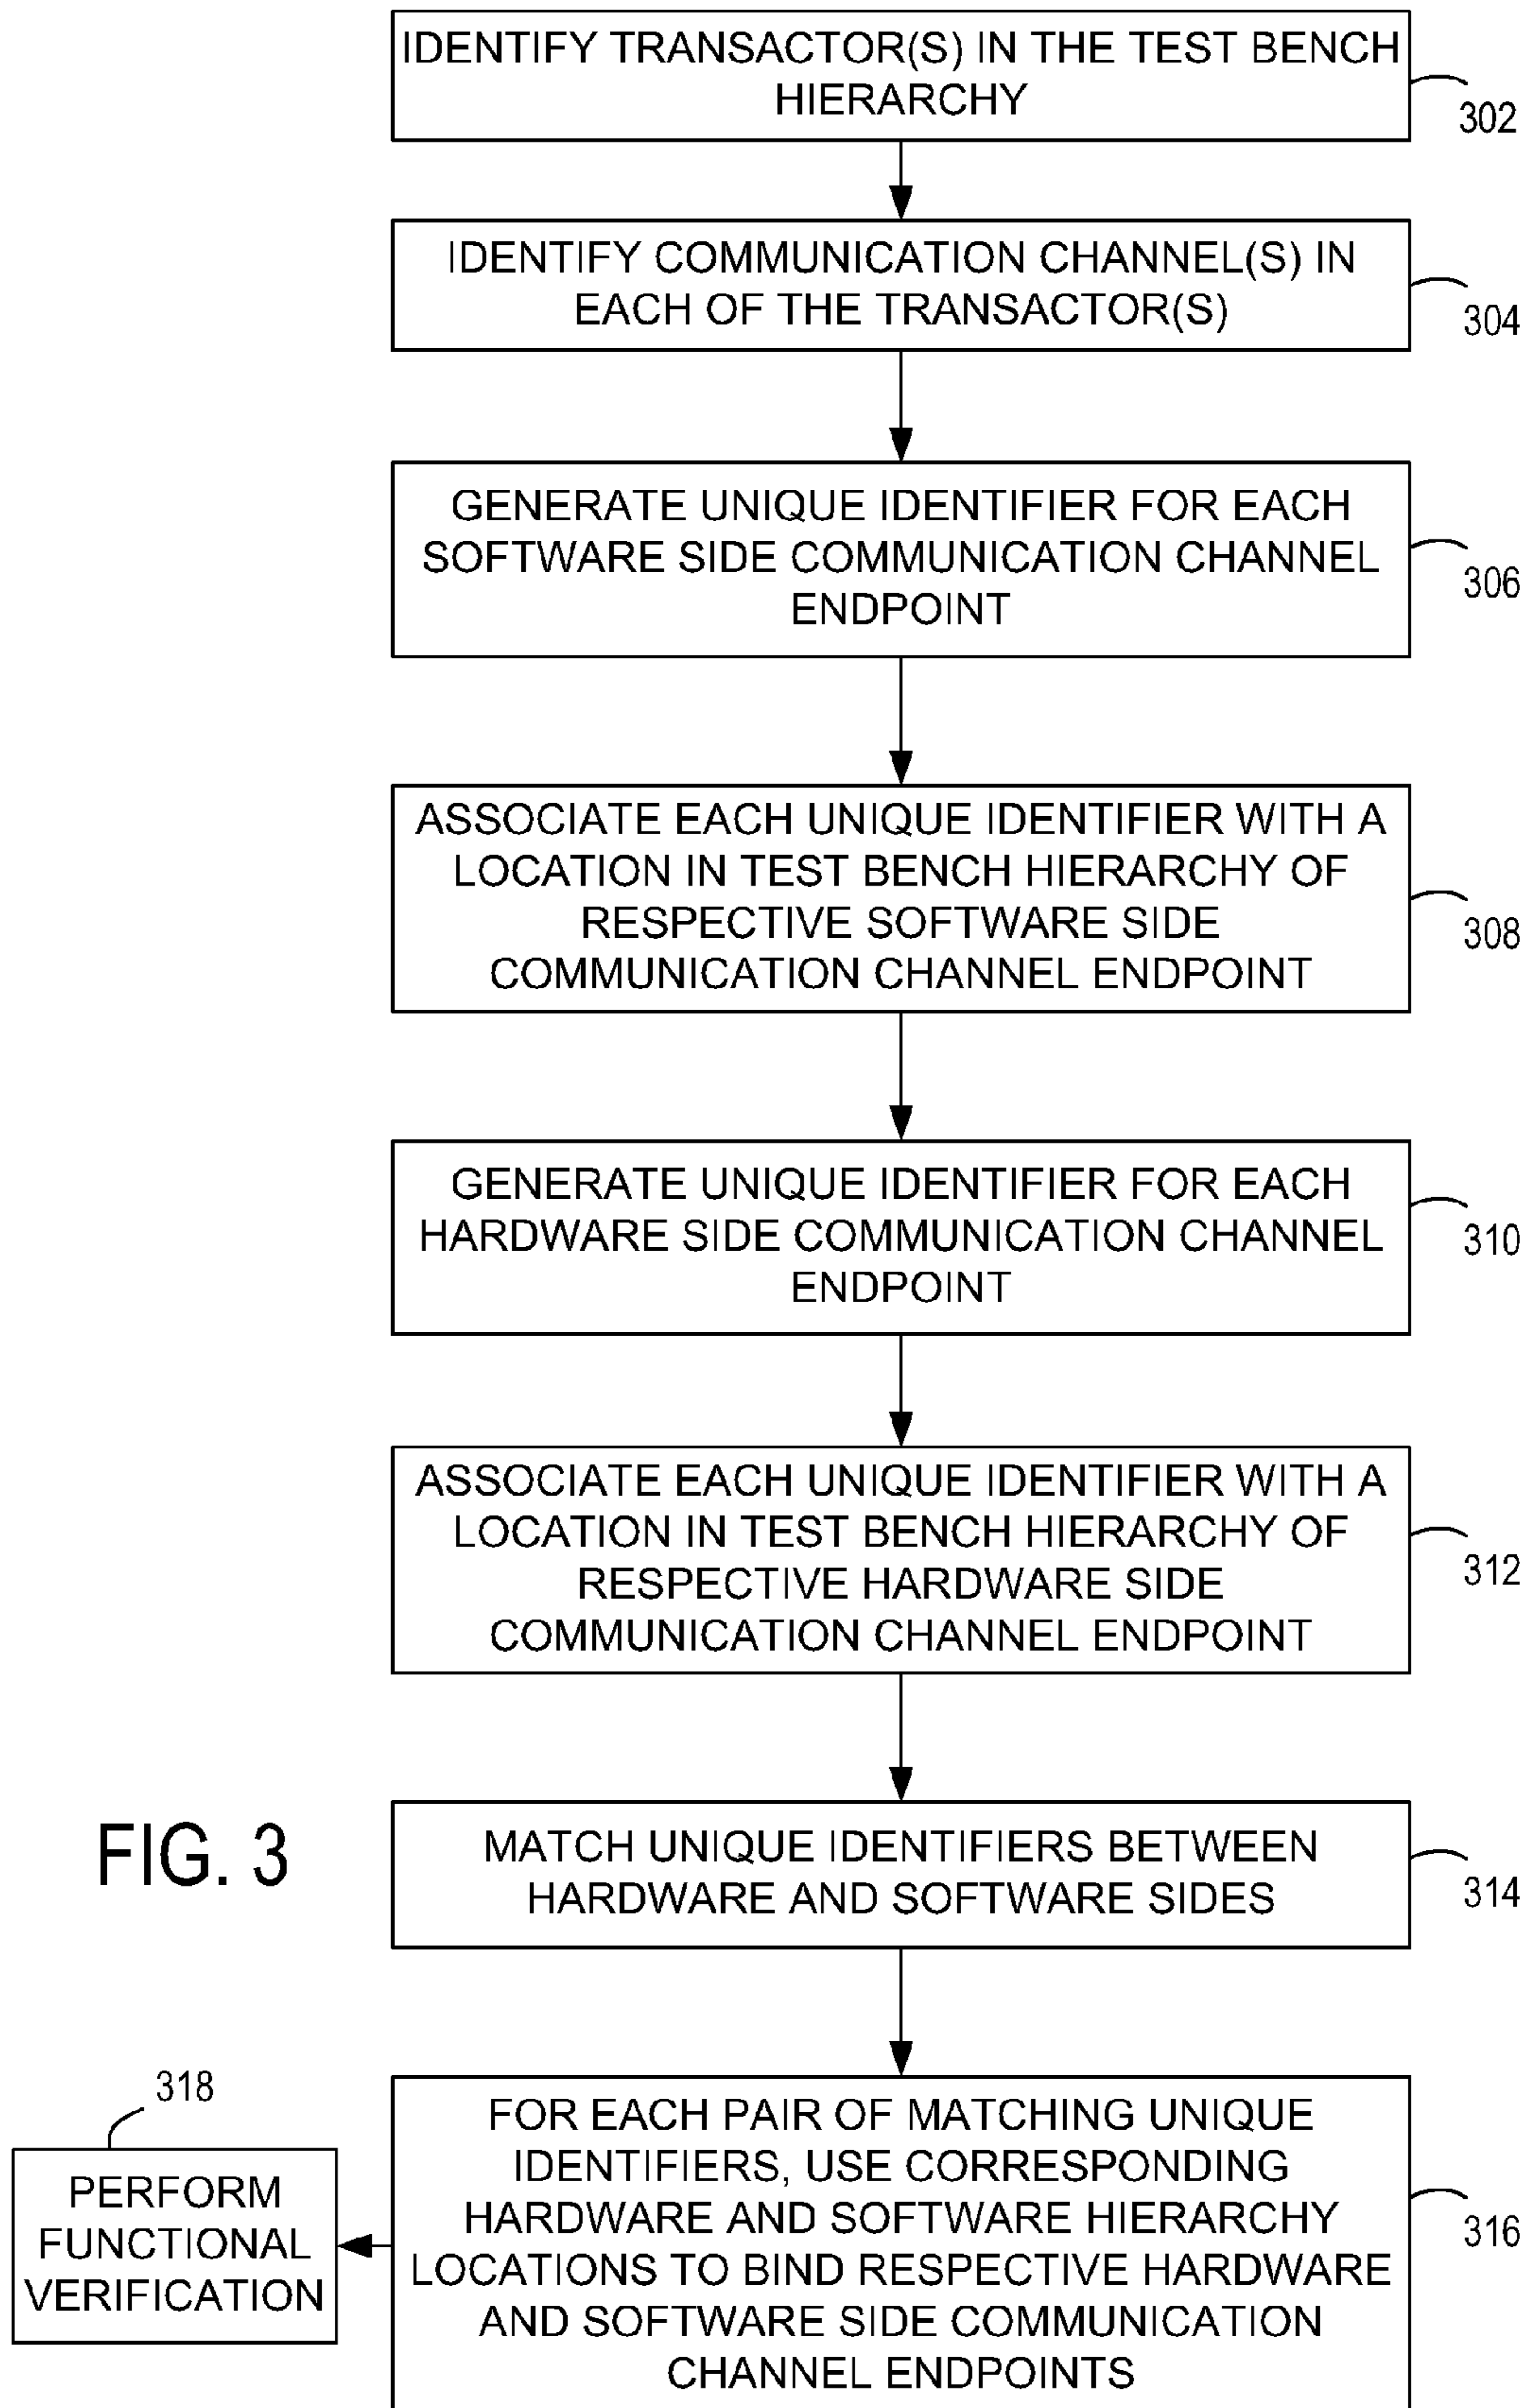 IDENTIFY TRANSACTOR(S) IN THE TEST BENCH
HIERARCHY
302
IDENTIFY COMMUNICATION CHANNEL(S) IN
EACH OF THE TRANSACTOR(S)
304
GENERATE UNIQUE IDENTIFIER FOR EACH
SOFTWARE SIDE COMMUNICATION CHANNEL
ENDPOINT
306
ASSOCIATE EACH UNIQUE IDENTIFIER WITH A
LOCATION IN TEST BENCH HIERARCHY OF
RESPECTIVE SOFTWARE SIDE
COMMUNICATION CHANNEL ENDPOINT
308
GENERATE UNIQUE IDENTIFIER FOR EACH
HARDWARE SIDE COMMUNICATION CHANNEL
ENDPOINT
310
ASSOCIATE EACH UNIQUE IDENTIFIER WITH A
LOCATION IN TEST BENCH HIERARCHY OF
RESPECTIVE HARDWARE SIDE
COMMUNICATION CHANNEL ENDPOINT
312
FIG. 3
MATCH UNIQUE IDENTIFIERS BETWEEN
HARDWARE AND SOFTWARE SIDES
314
FOR EACH PAIR OF MATCHING UNIQUE
IDENTIFIERS, USE CORRESPONDING
HARDWARE AND SOFTWARE HIERARCHY
LOCATIONS TO BIND RESPECTIVE HARDWARE
AND SOFTWARE SIDE COMMUNICATION
CHANNEL ENDPOINTS
316
318
PERFORM
FUNCTIONAL
VERIFICATION